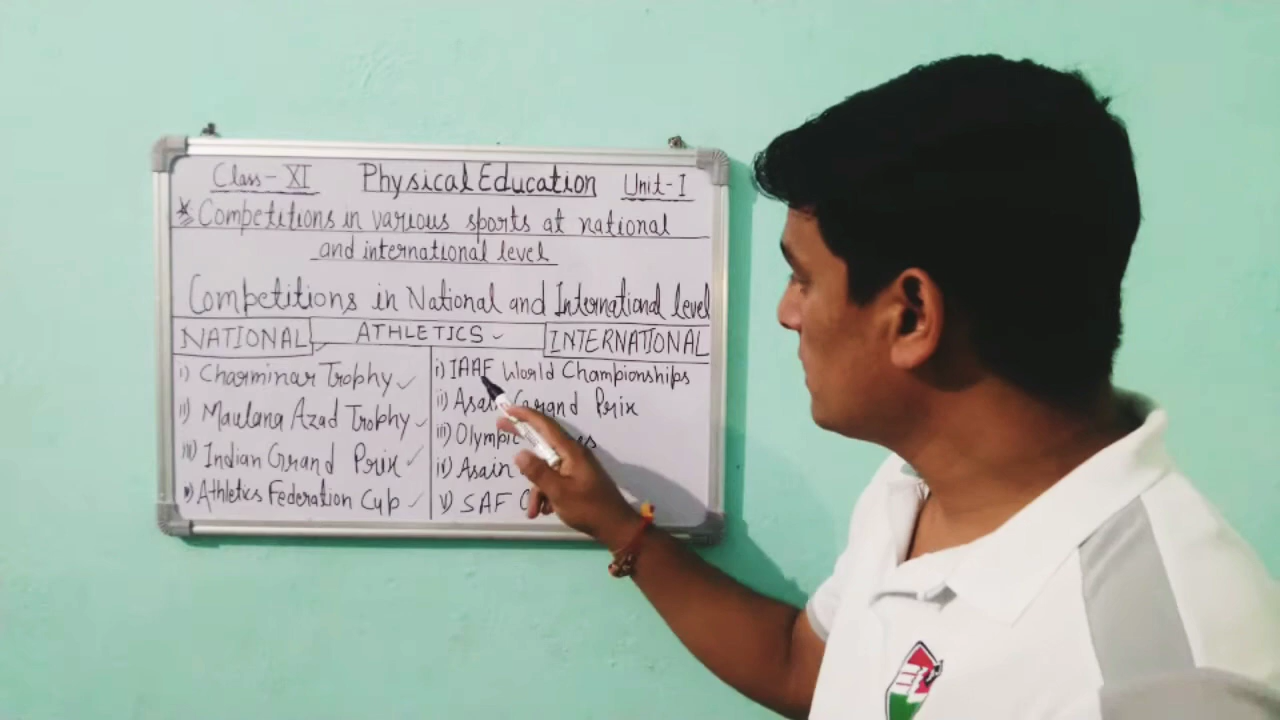 Class- XI Physical Education Unit-I
* Competitions in various sports at national
and international level
Competitions in National and International level
NATIONAL ATHLETICS INTERNATIONAL
i) Charminar Trophy
ii) Maulana Azad Trophy
iii) Indian Grand Prix
iv) Athletics Federation Cup
i) IAAF World Championships
ii) Grand Prix
iii) Olympic
iv) Asain
v) SAF